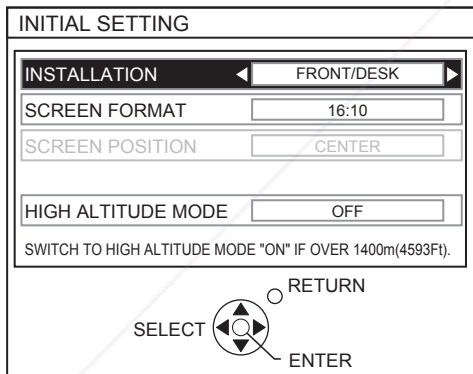 INITIAL SETTING
INSTALLATION FRONT/DESK
SCREEN FORMAT 16:10
SCREEN POSITION CENTER
HIGH ALTITUDE MODE OFF
SWITCH TO HIGH ALTITUDE MODE "ON" IF OVER 1400m(4593Ft).
RETURN
SELECT
ENTER